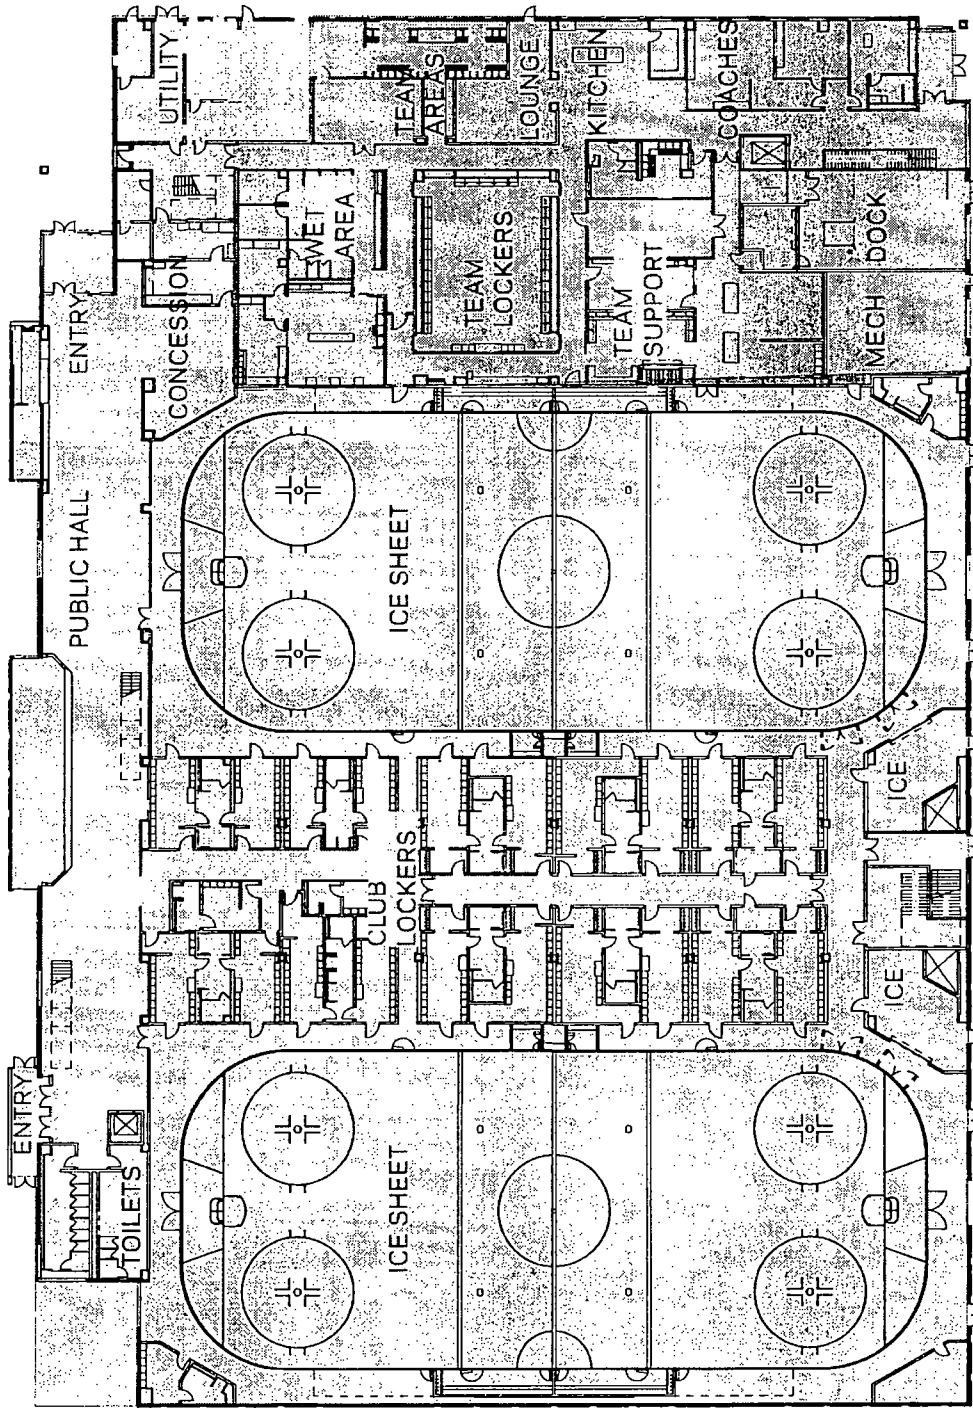 UTILITY
TEAM
AREAS
LOUNGE
KITCHEN
COACHES
WET
AREA
TEAM
LOCKERS
TEAM
SUPPORT
DOCK
MECH
ENTRY
CONCESSION
PUBLIC HALL
ICE SHEET
ICE
CLUB
LOCKERS
ICE
ENTRY
TOILETS
ICE SHEET